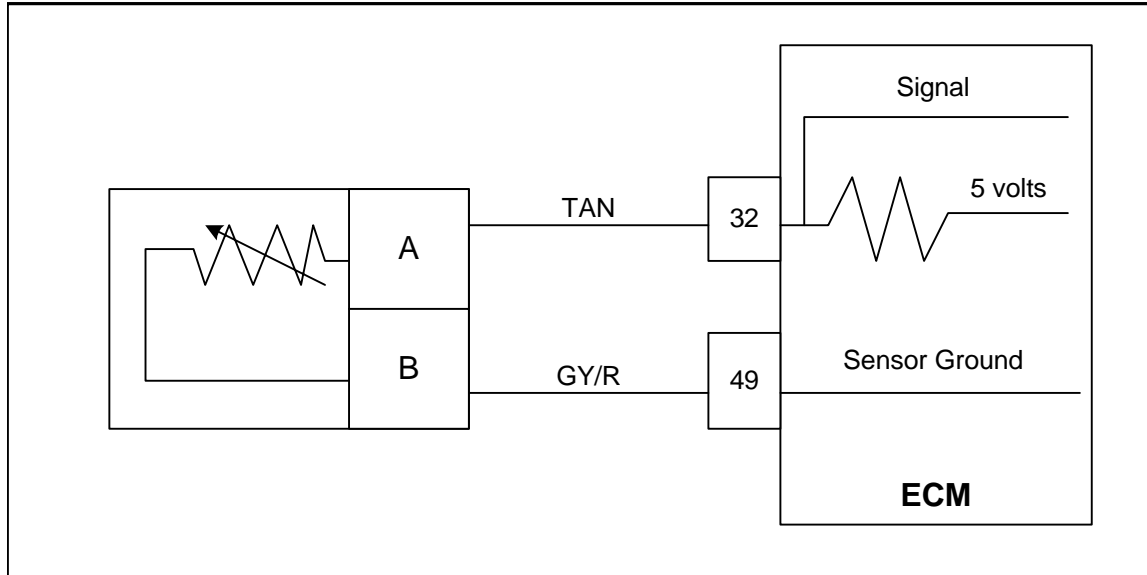 Signal
5 volts
TAN
32
A
Sensor Ground
B
GY/R
49
ECM